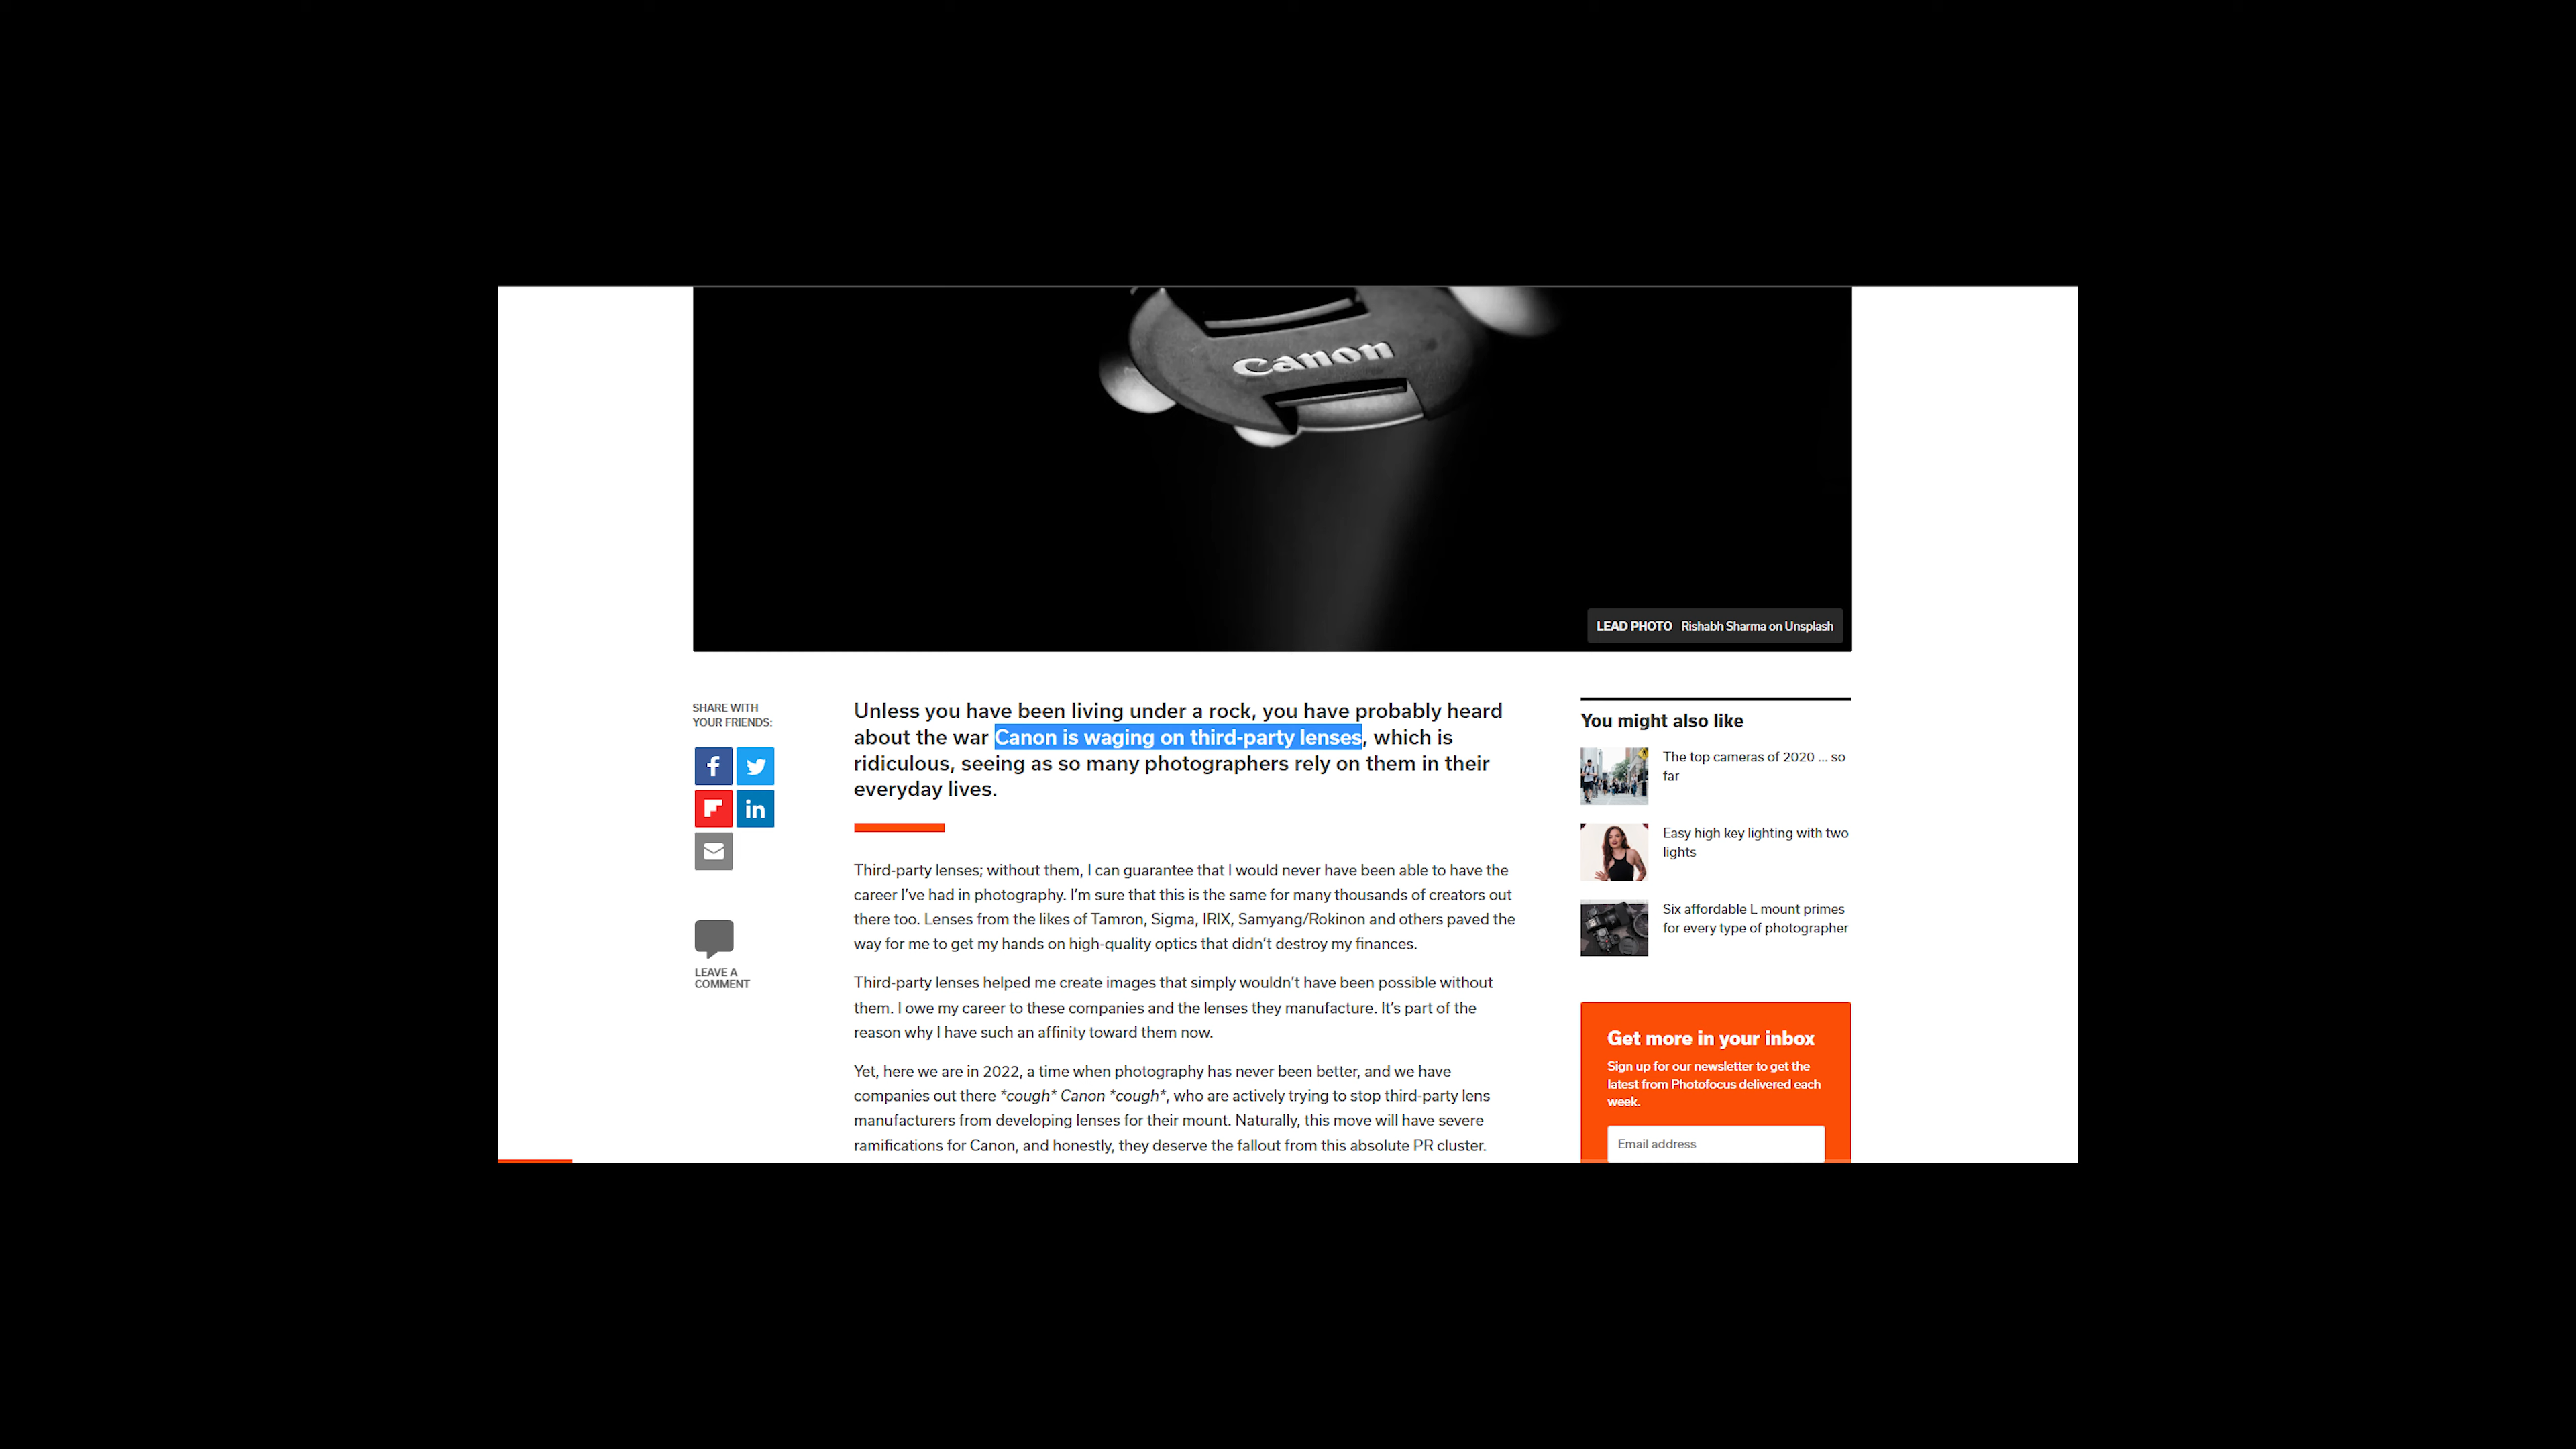 Canon
LEAD PHOTO Rishabh Sharma on Unsplash
SHARE WITH
YOUR FRIENDS:
LEAVE A
COMMENT
Unless you have been living under a rock, you have probably heard
about the war Canon is waging on third-party lenses, which is
ridiculous, seeing as so many photographers rely on them in their
everyday lives.
Third-party lenses; without them, I can guarantee that I would never have been able to have the
career I've had in photography. I'm sure that this is the same for many thousands of creators out
there too. Lenses from the likes of Tamron, Sigma, IRIX, Samyang/Rokinon and others paved the
way for me to get my hands on high-quality optics that didn't destroy my finances.
Third-party lenses helped me create images that simply wouldn't have been possible without
them. I owe my career to these companies and the lenses they manufacture. It's part of the
reason why I have such an affinity toward them now.
Yet, here we are in 2022, a time when photography has never been better, and we have
companies out there *cough* Canon *cough*, who are actively trying to stop third-party lens
manufacturers from developing lenses for their mount. Naturally, this move will have severe
ramifications for Canon, and honestly, they deserve the fallout from this absolute PR cluster.
You might also like
The top cameras of 2020 ... so
far
Easy high key lighting with two
lights
Six affordable L mount primes
for every type of photographer
Get more in your inbox
Sign up for our newsletter to get the
latest from Photofocus delivered each
week.
Email address